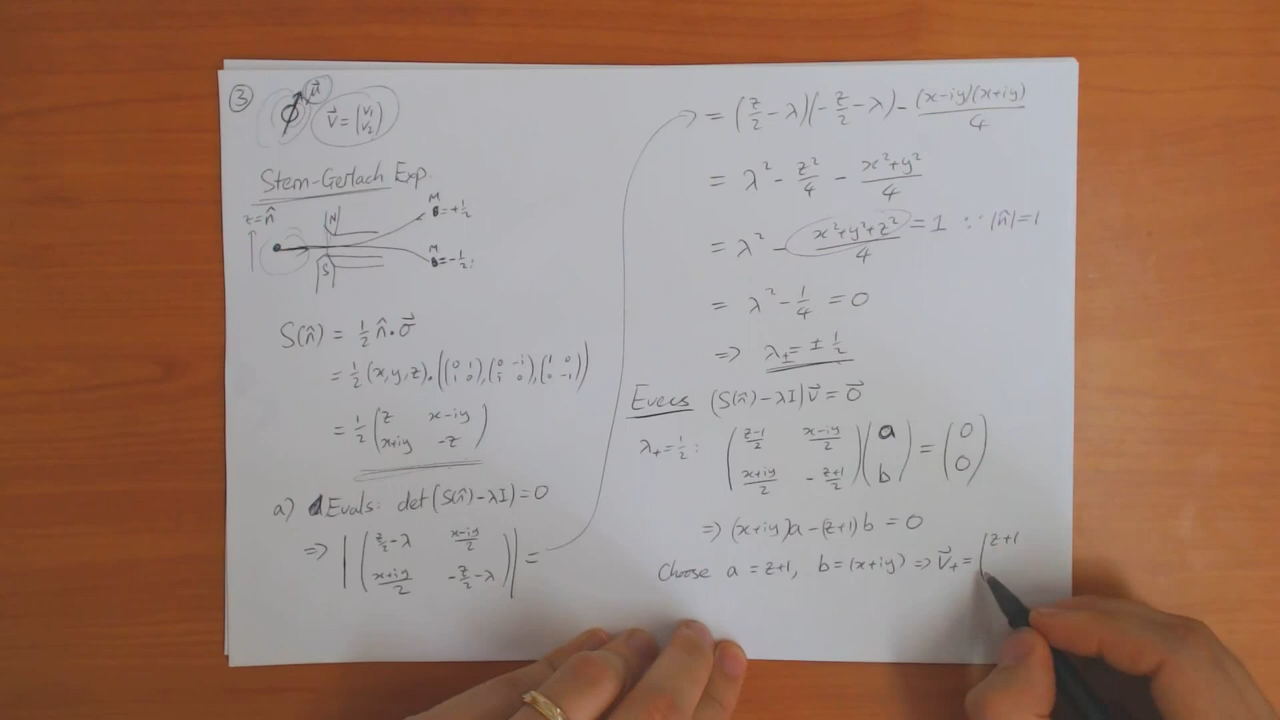 ③ μ⃗
v⃗ = (v₁ v₂)
Stern-Gerlach Exp.
z=n̂
N
S
M = +1/2
M = -1/2
S(n̂) = 1/2 n̂·σ⃗
= 1/2 (x,y,z)·((0 1; 1 0),(0 -i; i 0),(1 0; 0 -1))
= 1/2 (z x-iy; x+iy -z)
a) Evals: det(S(n̂)-λI)=0
=> |(z/2-λ (x-iy)/2; (x+iy)/2 -z/2-λ)| =
= (z/2-λ)(-z/2-λ) - (x-iy)(x+iy)/4
= λ² - z²/4 - (x²+y²)/4
= λ² - (x²+y²+z²)/4 =1 ∵ |n̂|=1
= λ² - 1/4 = 0
=> λ± = ± 1/2
Evecs (S(n̂)-λI)v⃗ = 0⃗
λ₊=1/2: ((z-1)/2 (x-iy)/2; (x+iy)/2 -(z+1)/2)(a; b) = (0; 0)
=> (x+iy)a - (z+1)b = 0
Choose a = z+1, b = (x+iy) => v⃗₊ = (z+1